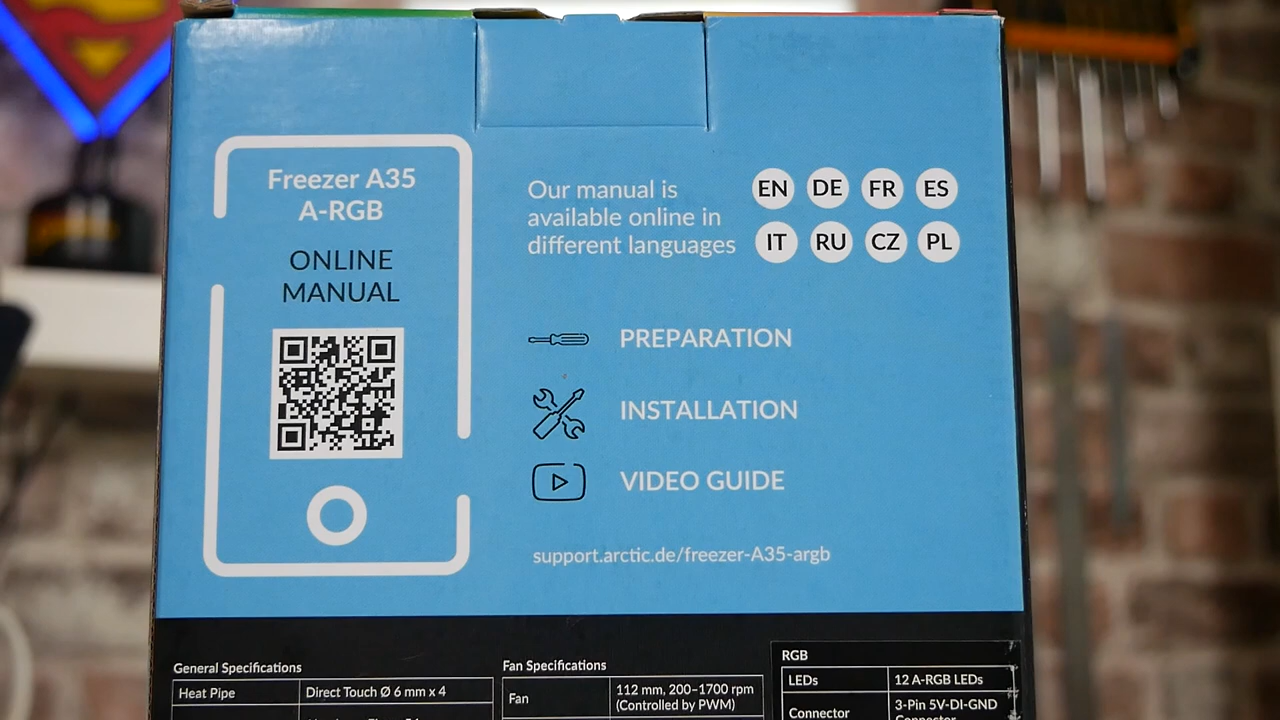 Freezer A35
A-RGB
ONLINE
MANUAL
Our manual is
available online in
different languages
EN DE FR ES
IT RU CZ PL
PREPARATION
INSTALLATION
VIDEO GUIDE
support.arctic.de/freezer-A35-argb
General Specifications
Heat Pipe Direct Touch Ø 6 mm x 4
Fan Specifications
Fan 112 mm, 200–1700 rpm
(Controlled by PWM)
RGB
LEDs 12 A-RGB LEDs
Connector 3-Pin 5V-DI-GND
Connector